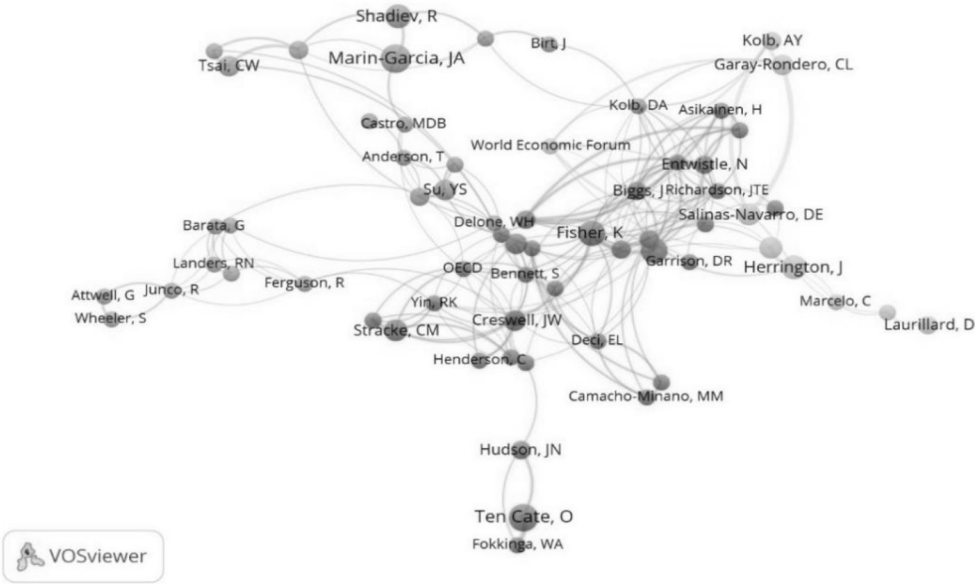 Shadiev, R
Marin-Garcia, JA
Birt, J
Tsai, CW
Kolb, AY
Garay-Rondero, CL
Kolb, DA
Asikainen, H
Castro, MDB
World Economic Forum
Anderson, T
Entwistle, N
Su, YS
Biggs, J
Richardson, JTE
Delone, WH
Salinas-Navarro, DE
Barata, G
Fisher, K
Landers, RN
OECD
Bennett, S
Garrison, DR
Herrington, J
Ferguson, R
Junco, R
Attwell, G
Wheeler, S
Yin, RK
Marcelo, C
Stracke, CM
Creswell, JW
Laurillard, D
Deci, EL
Henderson, C
Camacho-Minano, MM
Hudson, JN
Ten Cate, O
Fokkinga, WA
VOSviewer